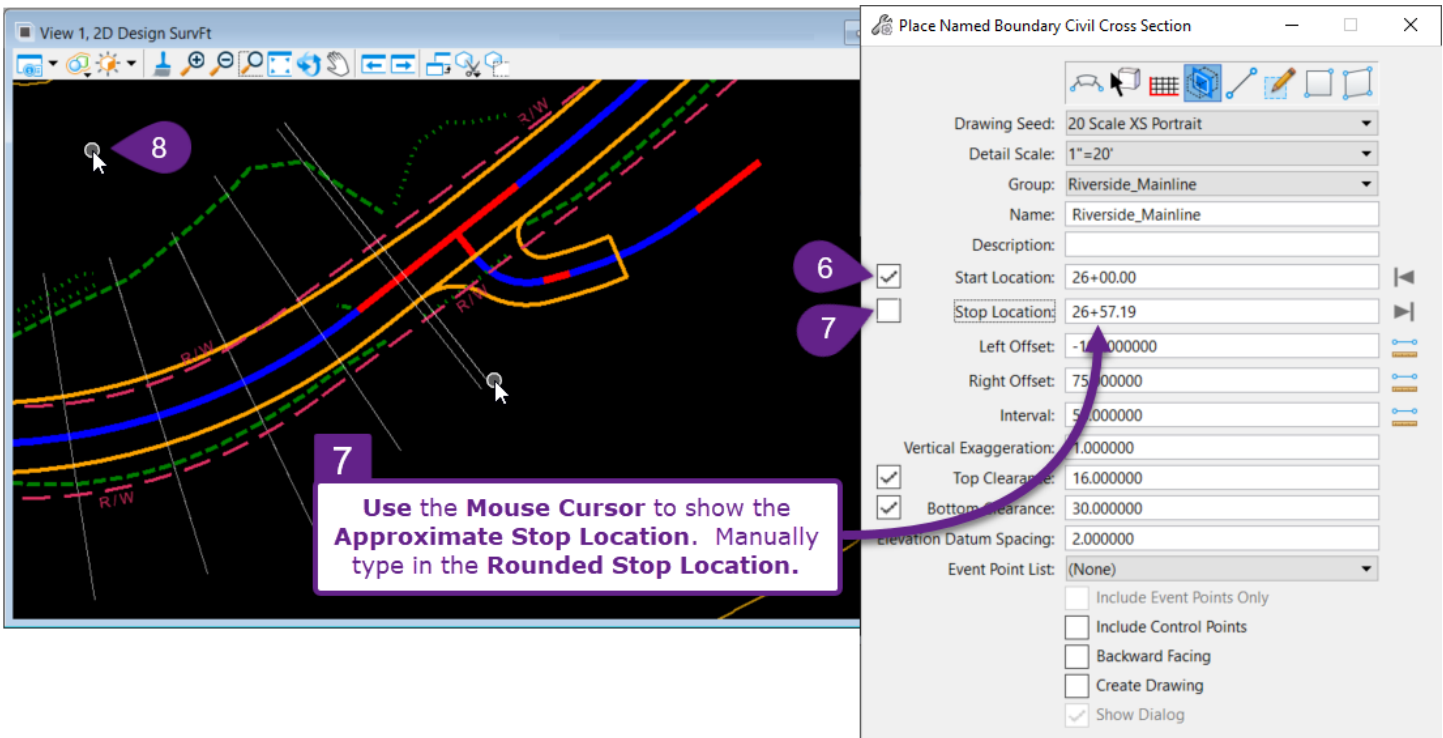 View 1, 2D Design SurvFt
R/W
8
R/W
R/W
R/W
7
Use the Mouse Cursor to show the
Approximate Stop Location. Manually
type in the Rounded Stop Location.
Place Named Boundary Civil Cross Section
Drawing Seed: 20 Scale XS Portrait
Detail Scale: 1"=20'
Group: Riverside_Mainline
Name: Riverside_Mainline
Description:
6
Start Location: 26+00.00
7
Stop Location: 26+57.19
Left Offset:
Right Offset:
Interval:
Vertical Exaggeration: 1.000000
Top Clearance: 16.000000
Bottom Clearance: 30.000000
Elevation Datum Spacing: 2.000000
Event Point List: (None)
Include Event Points Only
Include Control Points
Backward Facing
Create Drawing
Show Dialog